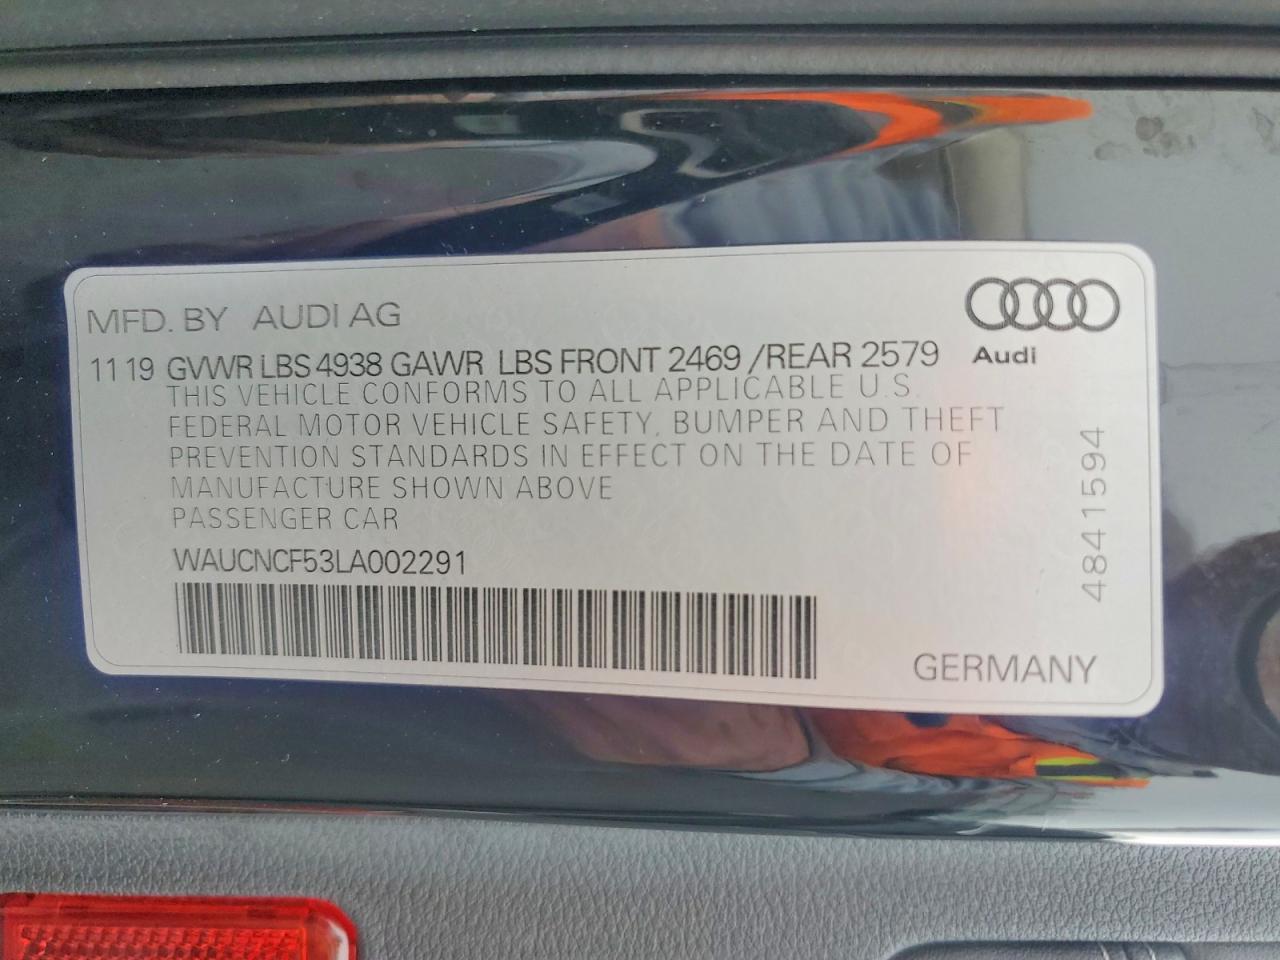 MFD. BY AUDI AG
11 19 GVWR LBS 4938 GAWR LBS FRONT 2469 /REAR 2579
Audi
THIS VEHICLE CONFORMS TO ALL APPLICABLE U.S.
FEDERAL MOTOR VEHICLE SAFETY, BUMPER AND THEFT
PREVENTION STANDARDS IN EFFECT ON THE DATE OF
MANUFACTURE SHOWN ABOVE
PASSENGER CAR
WAUCNCF53LA002291
4841594
GERMANY